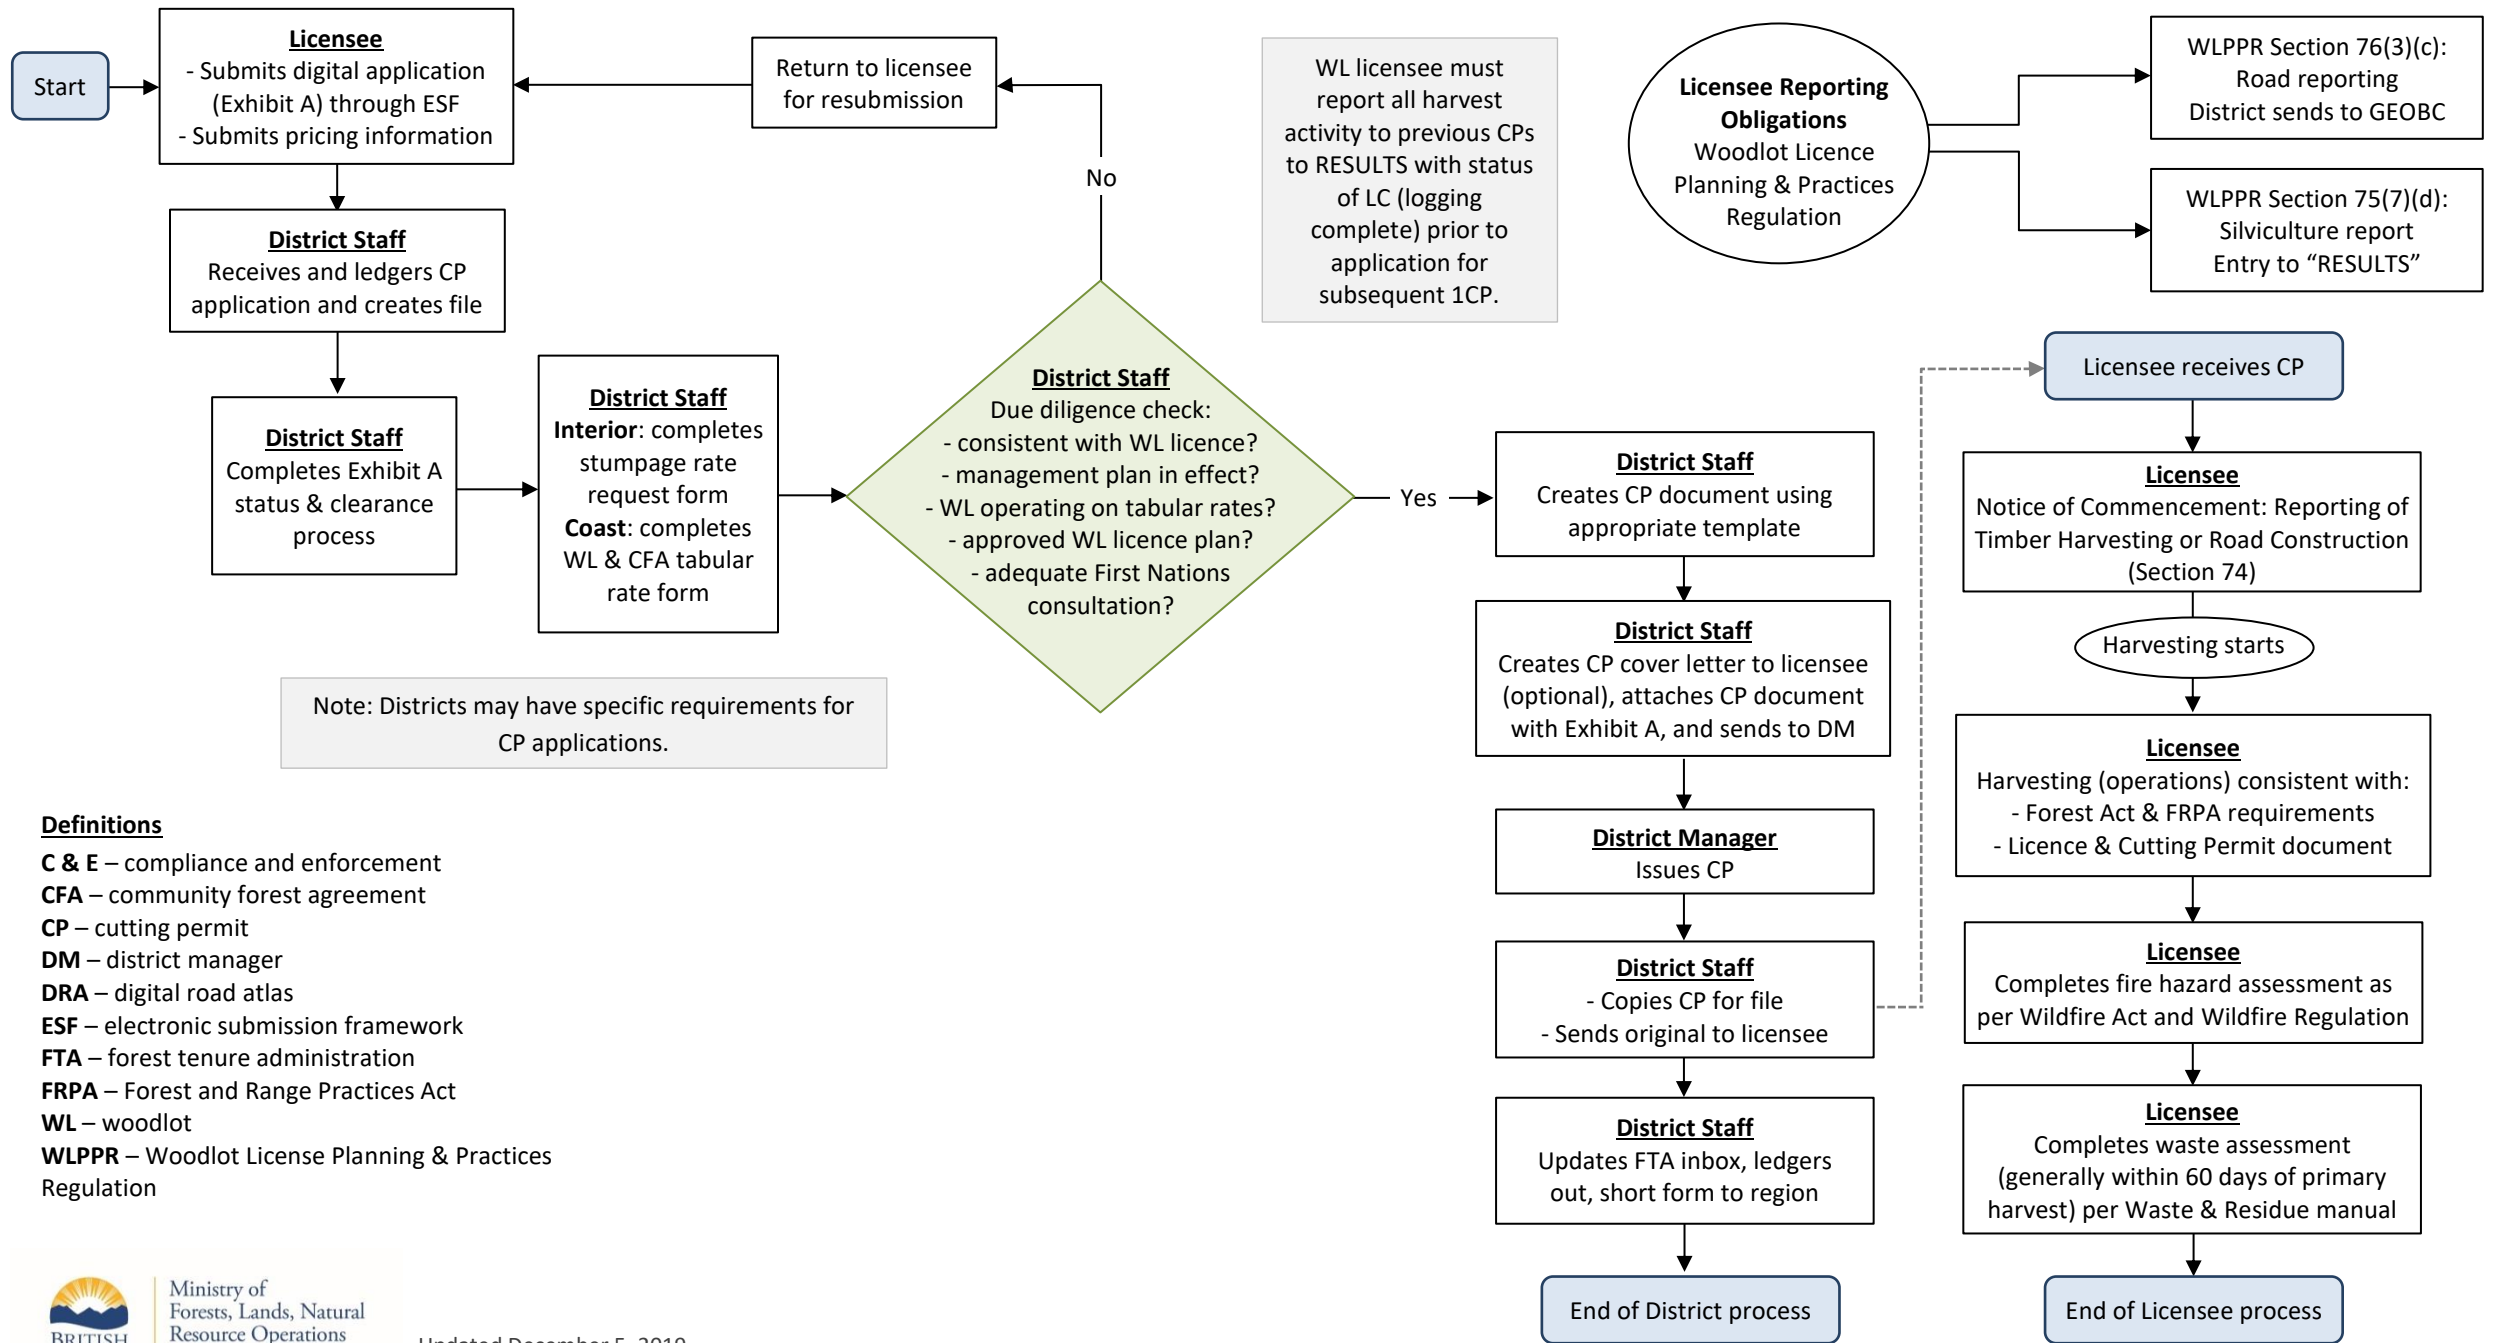 Start
Licensee
- Submits digital application
(Exhibit A) through ESF
- Submits pricing information
Return to licensee
for resubmission
No
District Staff
Receives and ledgers CP
application and creates file
District Staff
Completes Exhibit A
status & clearance
process
District Staff
Interior: completes
stumpage rate
request form
Coast: completes
WL & CFA tabular
rate form
District Staff
Due diligence check:
- consistent with WL licence?
- management plan in effect?
- WL operating on tabular rates?
- approved WL licence plan?
- adequate First Nations
consultation?
Yes
WL licensee must
report all harvest
activity to previous CPs
to RESULTS with status
of LC (logging
complete) prior to
application for
subsequent 1CP.
Licensee Reporting
Obligations
Woodlot Licence
Planning & Practices
Regulation
WLPPR Section 76(3)(c):
Road reporting
District sends to GEOBC
WLPPR Section 75(7)(d):
Silviculture report
Entry to “RESULTS”
District Staff
Creates CP document using
appropriate template
District Staff
Creates CP cover letter to licensee
(optional), attaches CP document
with Exhibit A, and sends to DM
District Manager
Issues CP
District Staff
- Copies CP for file
- Sends original to licensee
District Staff
Updates FTA inbox, ledgers
out, short form to region
End of District process
Licensee receives CP
Licensee
Notice of Commencement: Reporting of
Timber Harvesting or Road Construction
(Section 74)
Harvesting starts
Licensee
Harvesting (operations) consistent with:
- Forest Act & FRPA requirements
- Licence & Cutting Permit document
Licensee
Completes fire hazard assessment as
per Wildfire Act and Wildfire Regulation
Licensee
Completes waste assessment
(generally within 60 days of primary
harvest) per Waste & Residue manual
End of Licensee process
Note: Districts may have specific requirements for
CP applications.
Definitions
C & E – compliance and enforcement
CFA – community forest agreement
CP – cutting permit
DM – district manager
DRA – digital road atlas
ESF – electronic submission framework
FTA – forest tenure administration
FRPA – Forest and Range Practices Act
WL – woodlot
WLPPR – Woodlot License Planning & Practices
Regulation
BRITISH
Ministry of
Forests, Lands, Natural
Resource Operations
Updated December 5, 2019